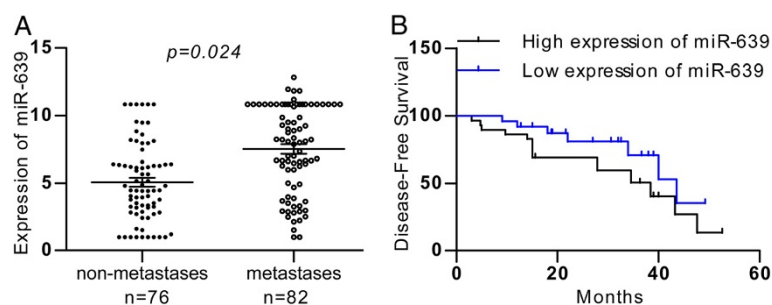 A
Expression of miR-639
15
10
5
0
p=0.024
non-metastases
n=76
metastases
n=82
B
High expression of miR-639
Low expression of miR-639
Disease-Free Survival
150
100
50
0
0
20
40
60
Months